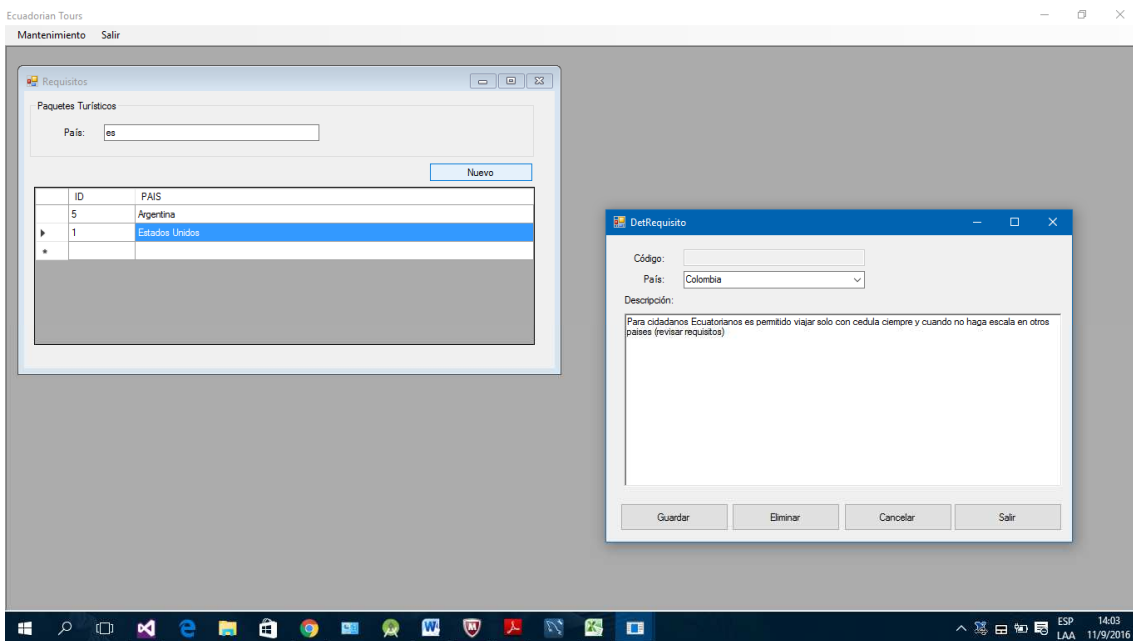 Ecuadorian Tours
Mantenimiento Salir
Requisitos
Paquetes Turísticos
País: es
Nuevo
ID PAIS
5 Argentina
1 Estados Unidos
DetRequisito
Código:
País: Colombia
Descripción:
Para cidadanos Ecuatorianos es permitido viajar solo con cedula ciempre y cuando no haga escala en otros
paises (revisar requisitos)
Guardar Eliminar Cancelar Salir
ESP 14:03
LAA 11/9/2016